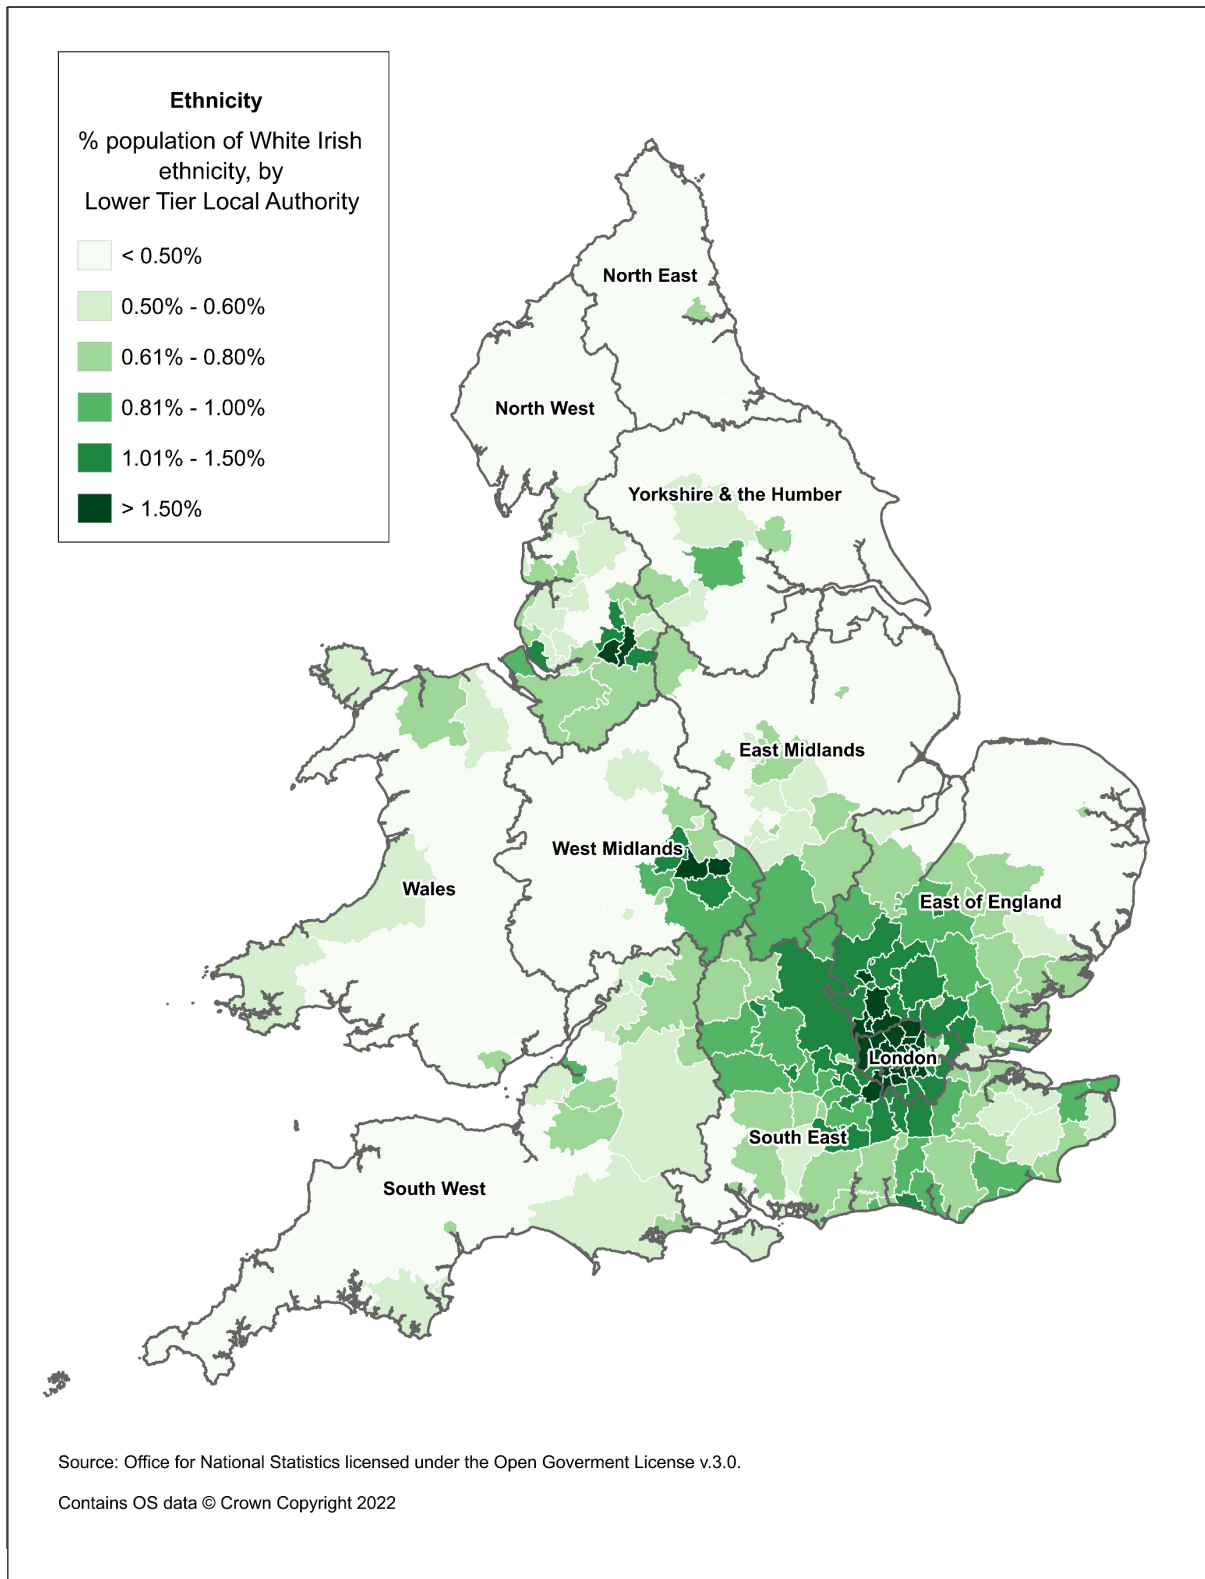 Ethnicity
% population of White Irish
ethnicity, by
Lower Tier Local Authority
< 0.50%
0.50% - 0.60%
0.61% - 0.80%
0.81% - 1.00%
1.01% - 1.50%
> 1.50%
North East
North West
Yorkshire & the Humber
East Midlands
West Midlands
Wales
East of England
London
South East
South West
Source: Office for National Statistics licensed under the Open Goverment License v.3.0.
Contains OS data © Crown Copyright 2022